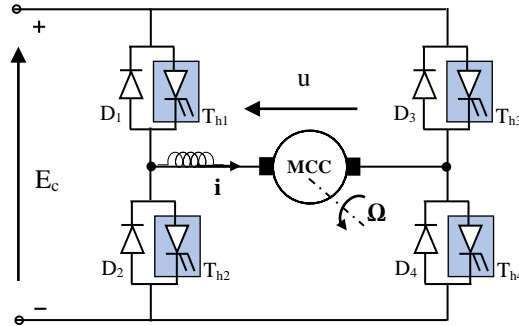 +
u
D1
Th1
D3
Th3
Ec
MCC
i
Ω
D2
Th2
D4
Th4
−